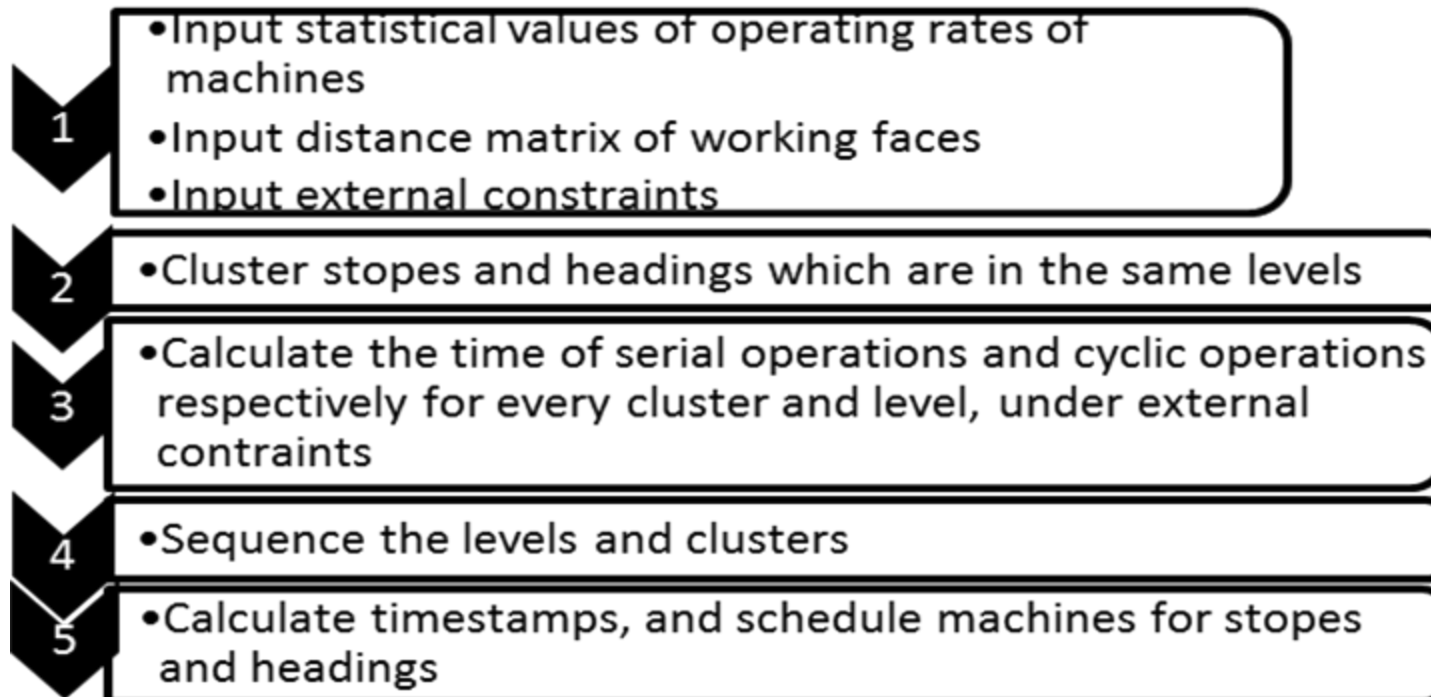 1
•Input statistical values of operating rates of
machines
•Input distance matrix of working faces
•Input external constraints
2
•Cluster stopes and headings which are in the same levels
3
•Calculate the time of serial operations and cyclic operations
respectively for every cluster and level, under external
contraints
4
•Sequence the levels and clusters
5
•Calculate timestamps, and schedule machines for stopes
and headings